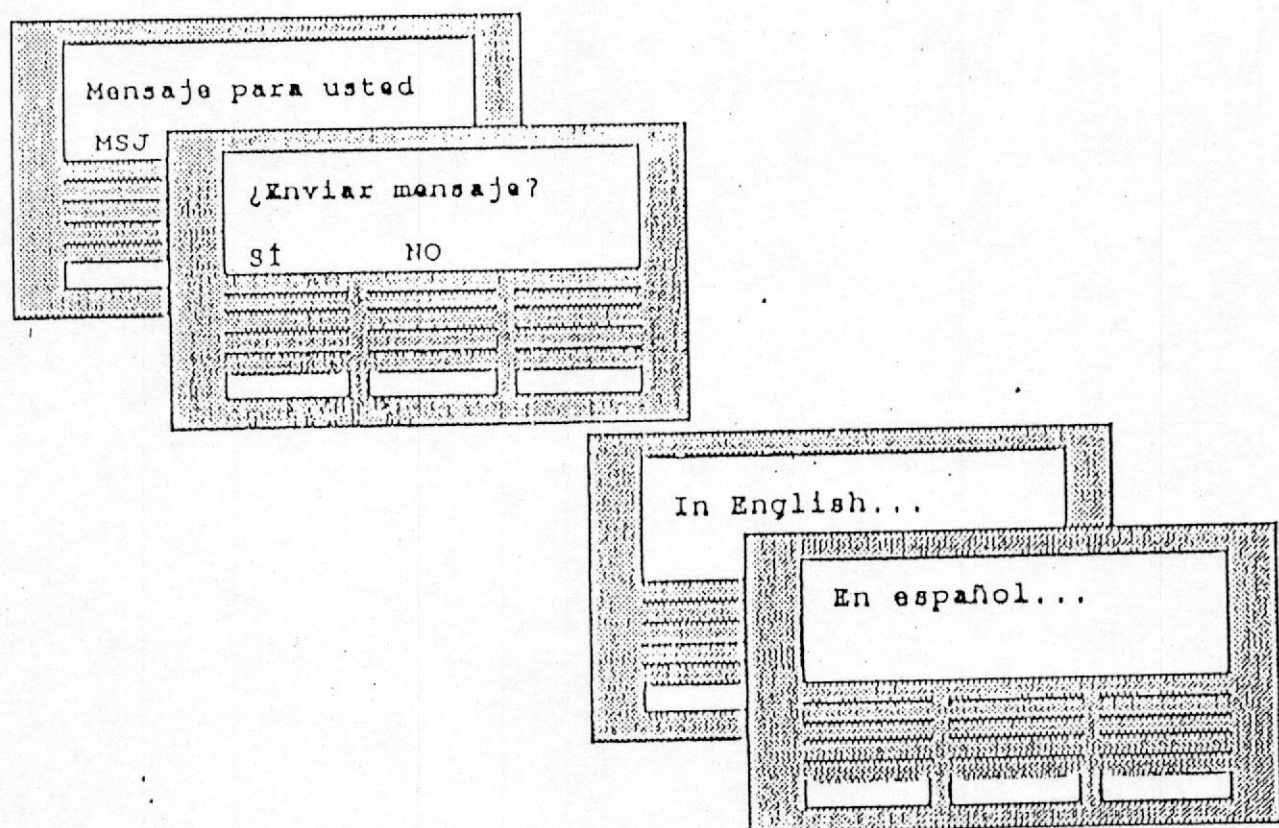 Mensaje para usted
MSJ
¿Enviar mensaje?
SÍ NO
In English...
En español...